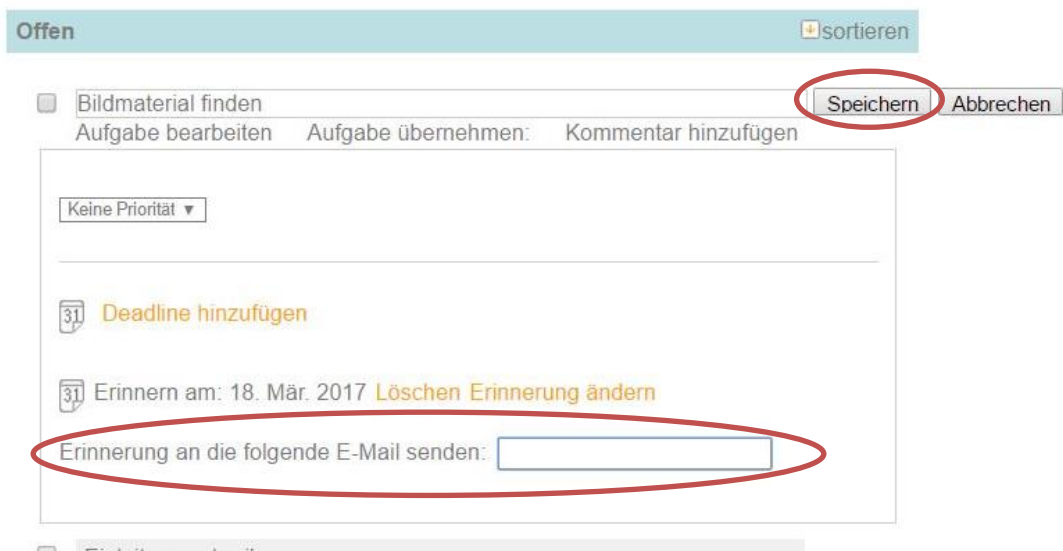 Offen sortieren
Bildmaterial finden Speichern Abbrechen
Aufgabe bearbeiten Aufgabe übernehmen: Kommentar hinzufügen
Keine Priorität ▼
31 Deadline hinzufügen
31 Erinnern am: 18. Mär. 2017 Löschen Erinnerung ändern
Erinnerung an die folgende E-Mail senden: